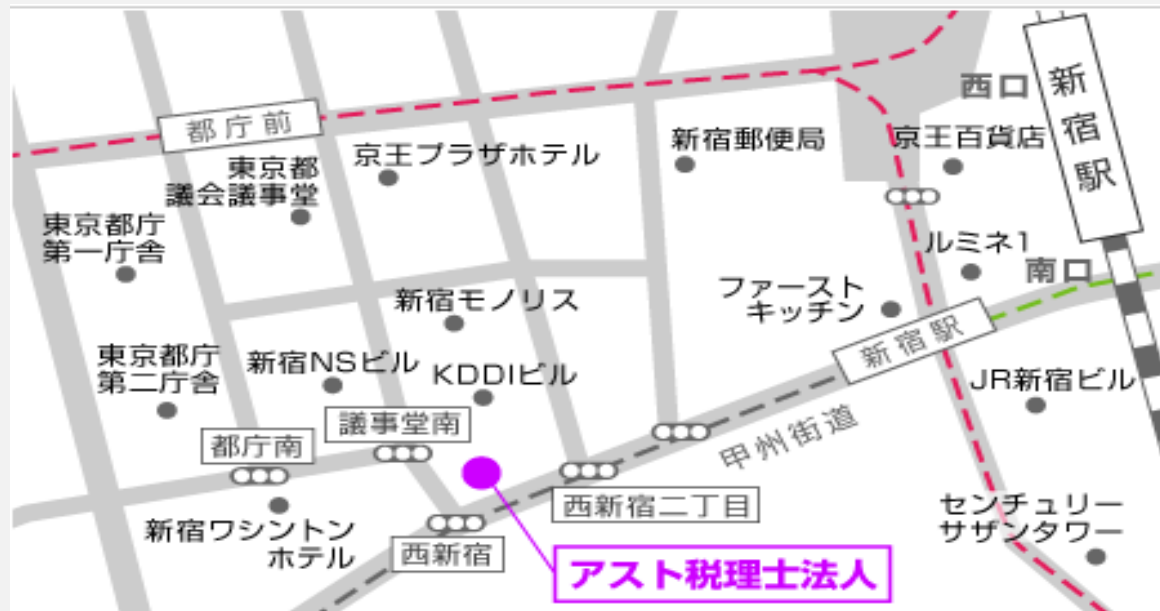 西口
新宿駅
都庁前
新宿郵便局
京王百貨店
京王プラザホテル
東京都
議会議事堂
東京都庁
第一庁舎
ルミネ1
南口
ファースト
キッチン
新宿モノリス
新宿駅
東京都庁
第二庁舎
新宿NSビル
KDDIビル
JR新宿ビル
議事堂南
都庁南
甲州街道
西新宿二丁目
新宿ワシントン
ホテル
西新宿
センチュリー
サザンタワー
アスト税理士法人